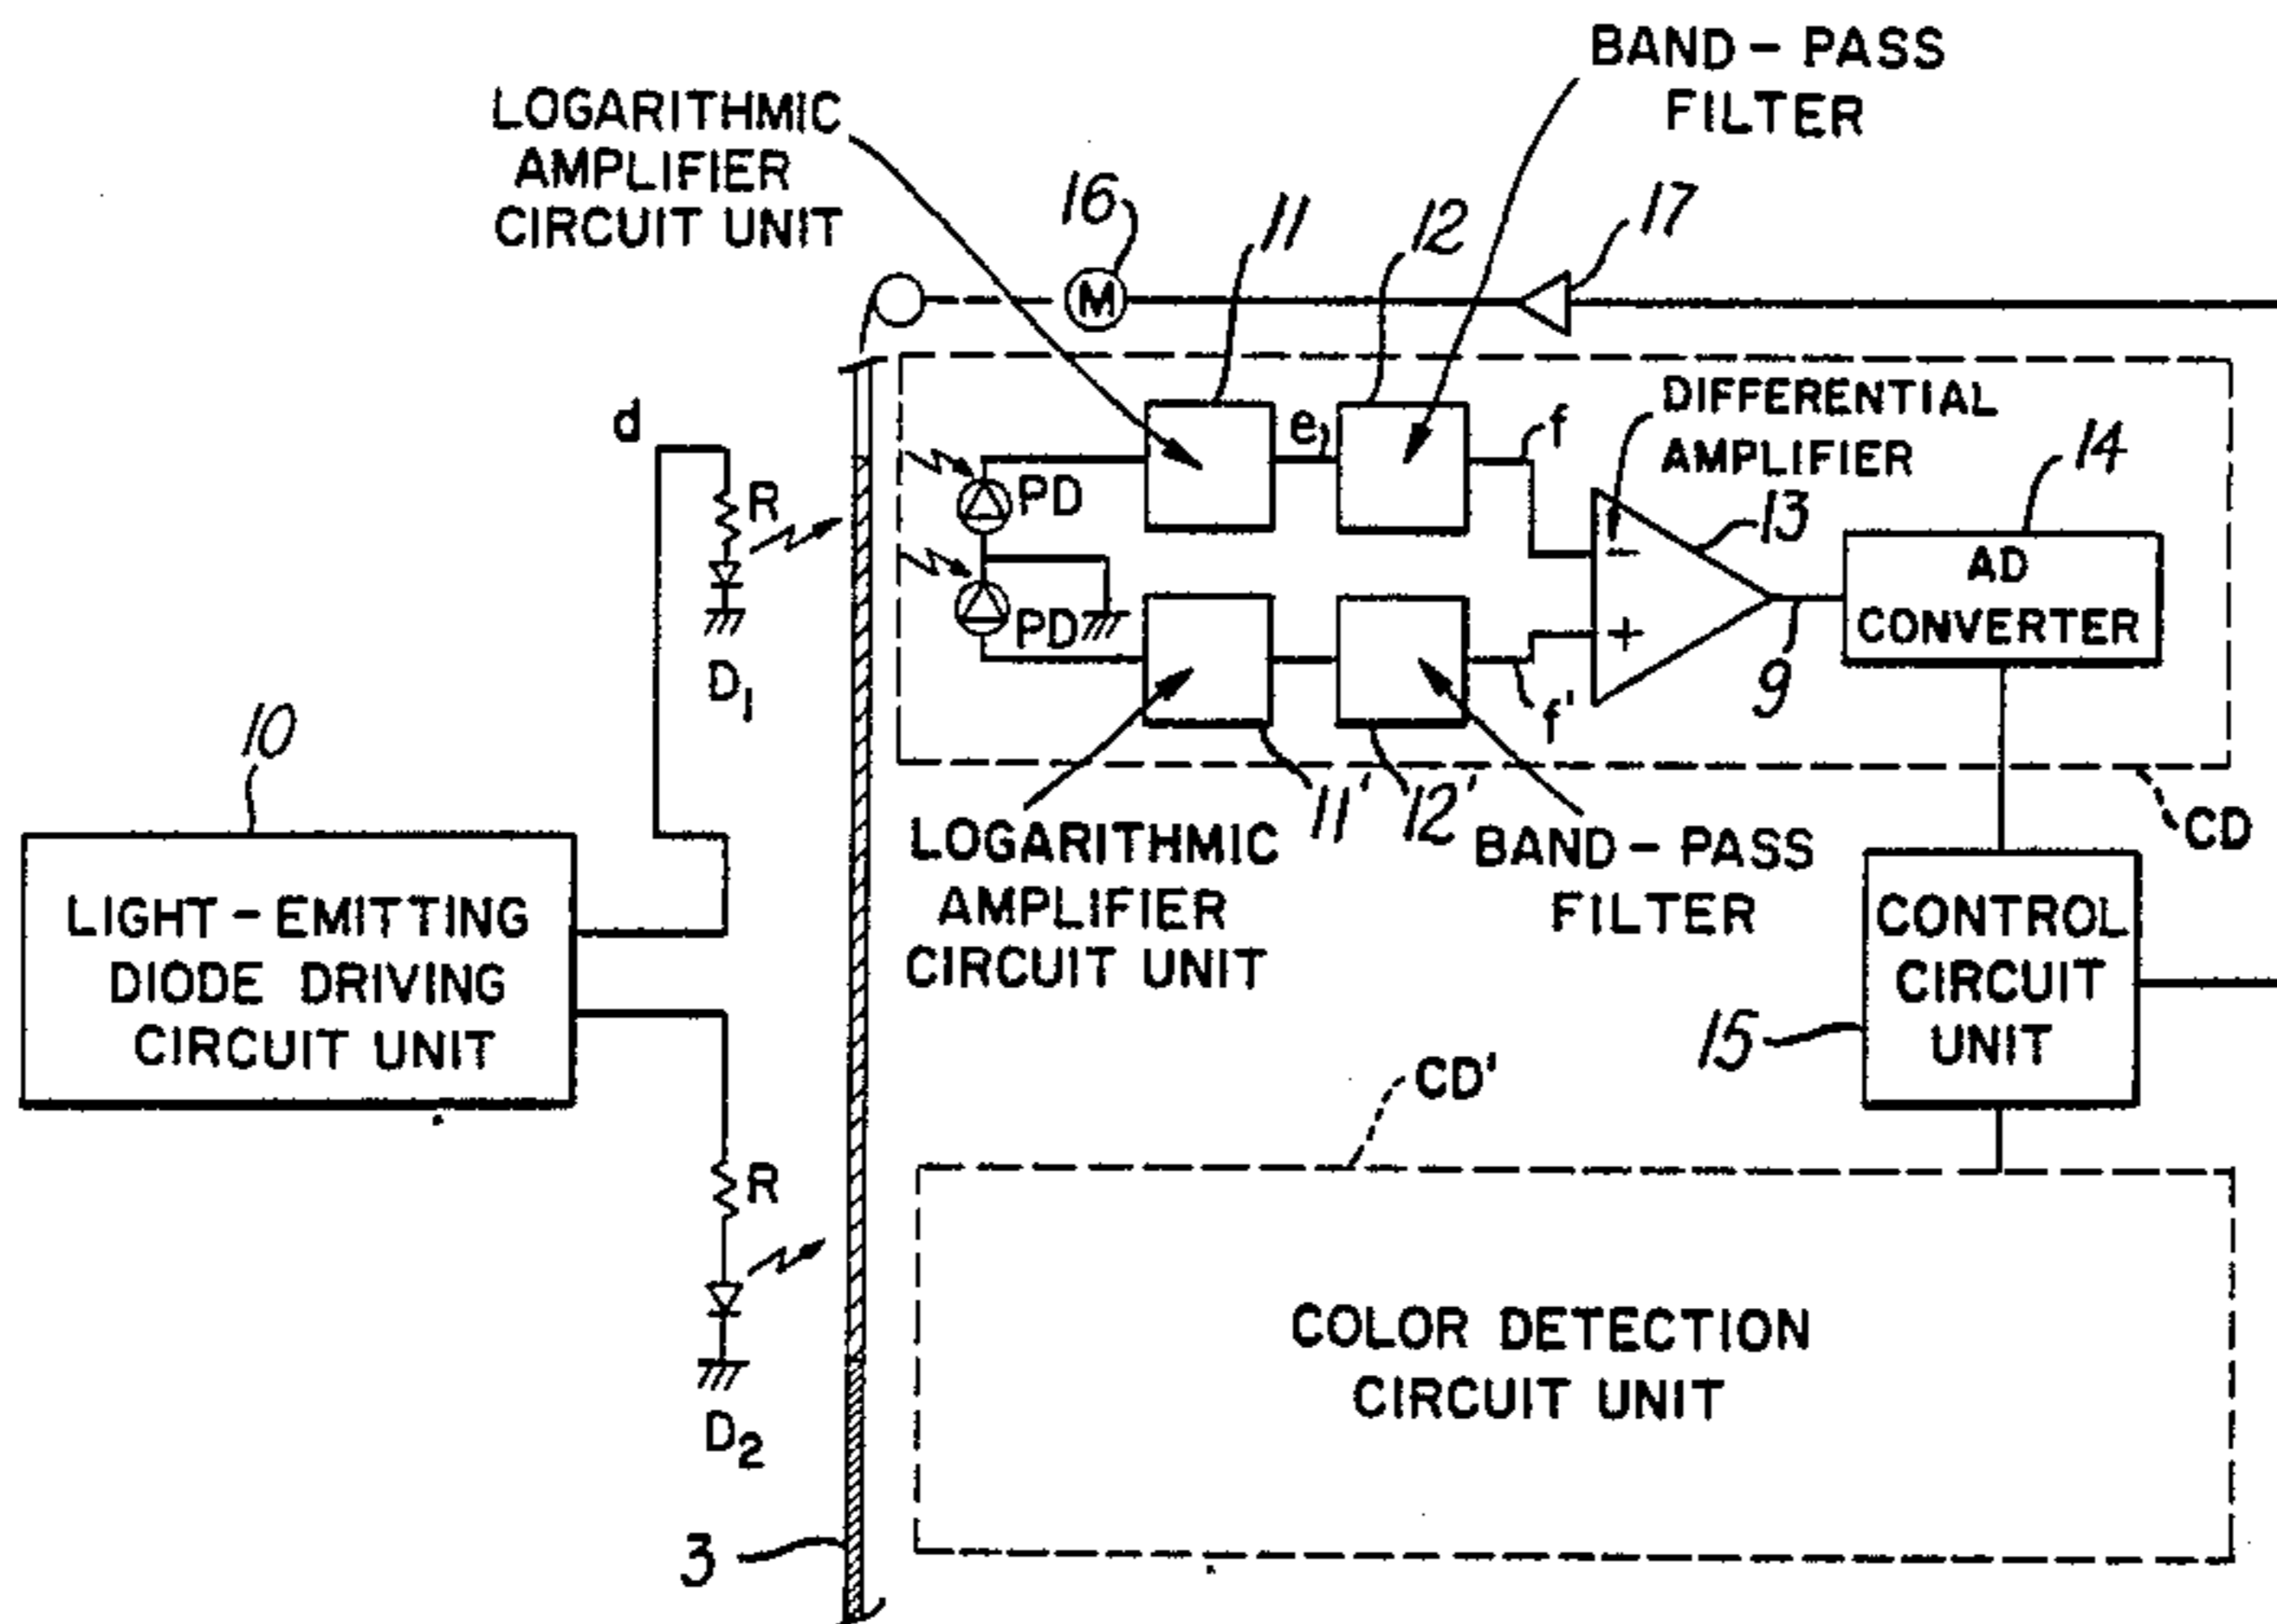 BAND-PASS
FILTER
LOGARITHMIC
AMPLIFIER
CIRCUIT UNIT
16
11
12
17
M
d
R
D1
PD
PD
e
f
f'
DIFFERENTIAL
AMPLIFIER
-
+
13
9
14
AD
CONVERTER
11'
12'
CD
LOGARITHMIC
AMPLIFIER
CIRCUIT UNIT
BAND-PASS
FILTER
10
LIGHT-EMITTING
DIODE DRIVING
CIRCUIT UNIT
CONTROL
CIRCUIT
UNIT
15
CD'
R
D2
COLOR DETECTION
CIRCUIT UNIT
3